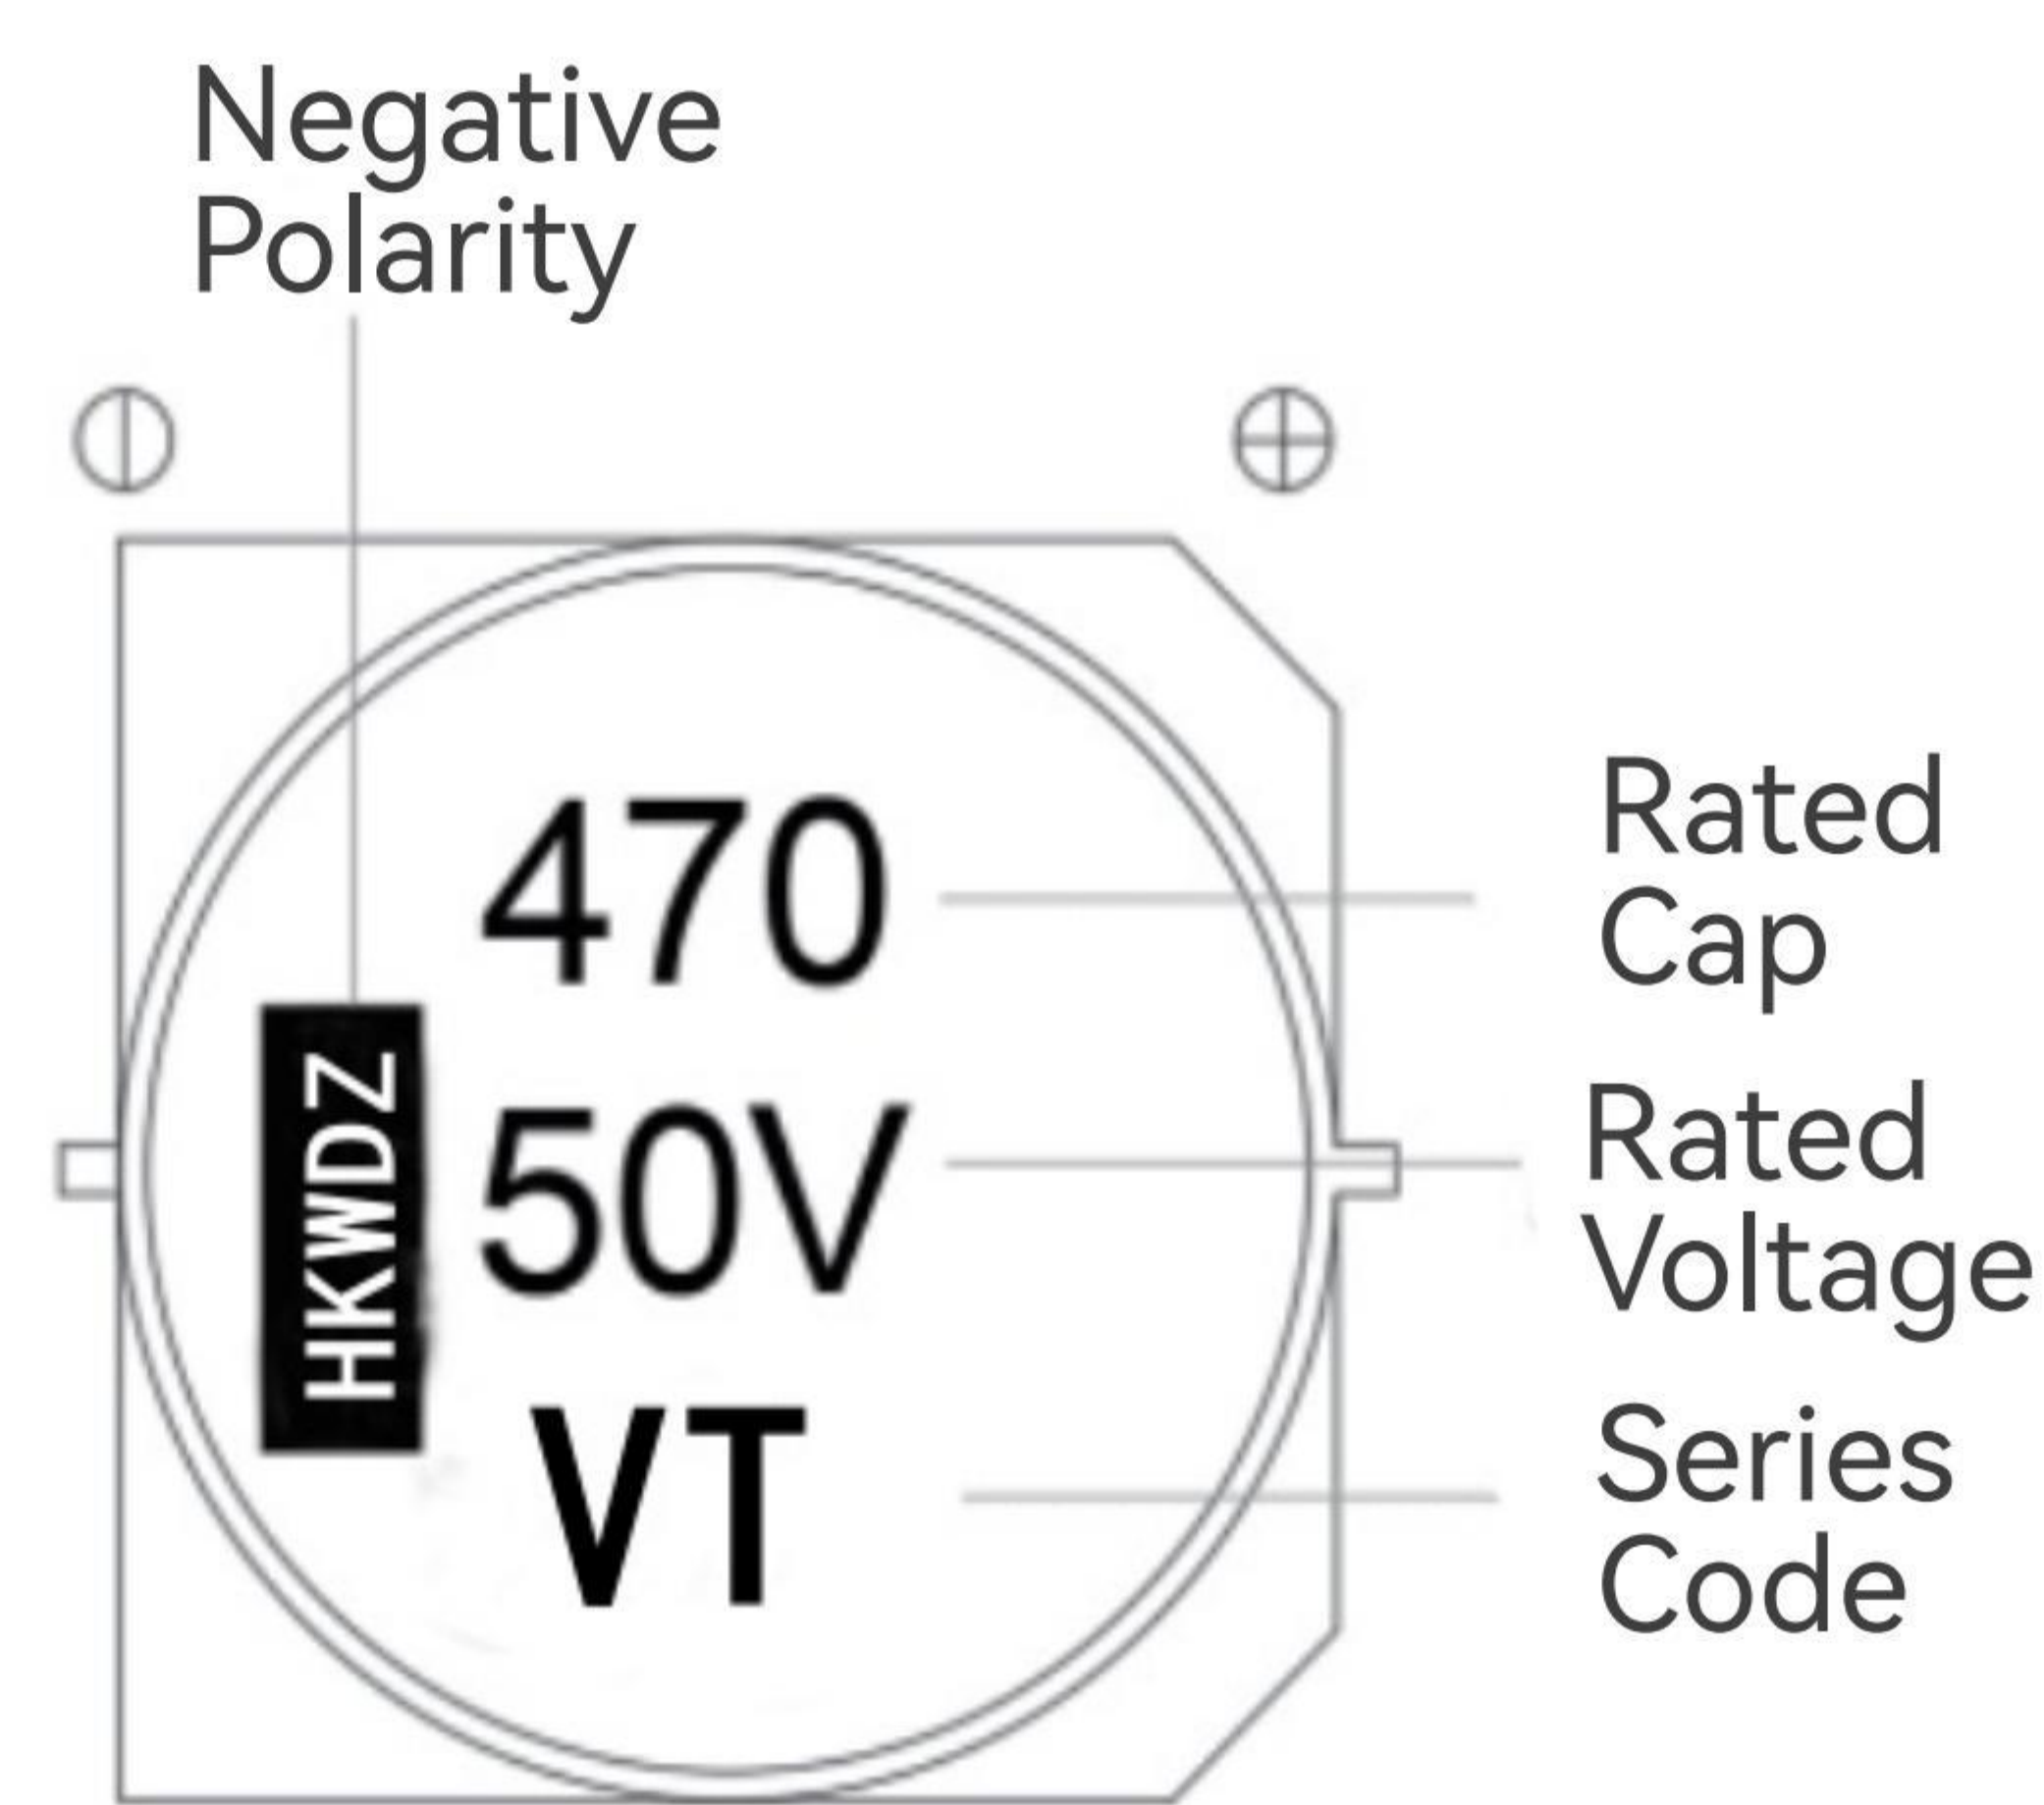 Negative
Polarity
470
Rated
Cap
HKWDZ
50V
Rated
Voltage
VT
Series
Code